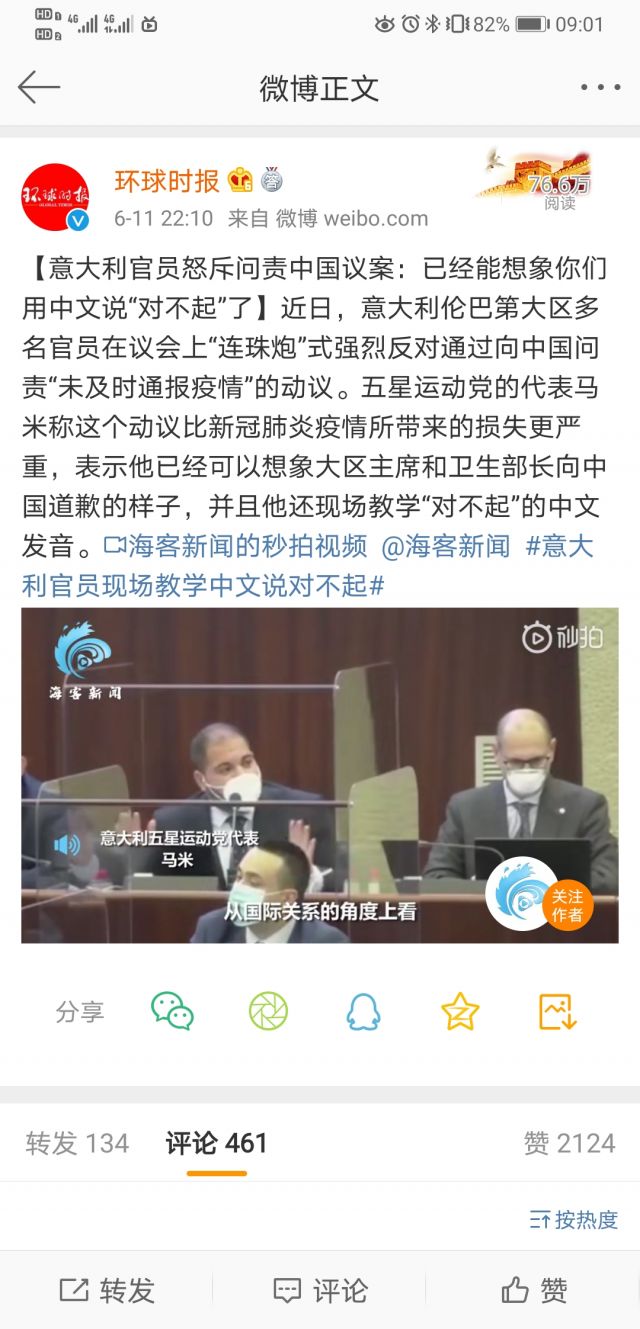 HD 1 4G 4G 82% 09:01
HD 2
微博正文
环球时报
环球时报
GLOBAL TIMES
76.6万
阅读
6-11 22:10 来自 微博 weibo.com
【意大利官员怒斥问责中国议案：已经能想象你们
用中文说“对不起”了】近日，意大利伦巴第大区多
名官员在议会上“连珠炮”式强烈反对通过向中国问
责“未及时通报疫情”的动议。五星运动党的代表马
米称这个动议比新冠肺炎疫情所带来的损失更严
重，表示他已经可以想象大区主席和卫生部长向中
国道歉的样子，并且他还现场教学“对不起”的中文
发音。海客新闻的秒拍视频 @海客新闻 #意大
利官员现场教学中文说对不起#
海客新闻
秒拍
意大利五星运动党代表
马米
从国际关系的角度上看
关注
作者
分享
转发 134 评论 461 赞 2124
按热度
转发 评论 赞